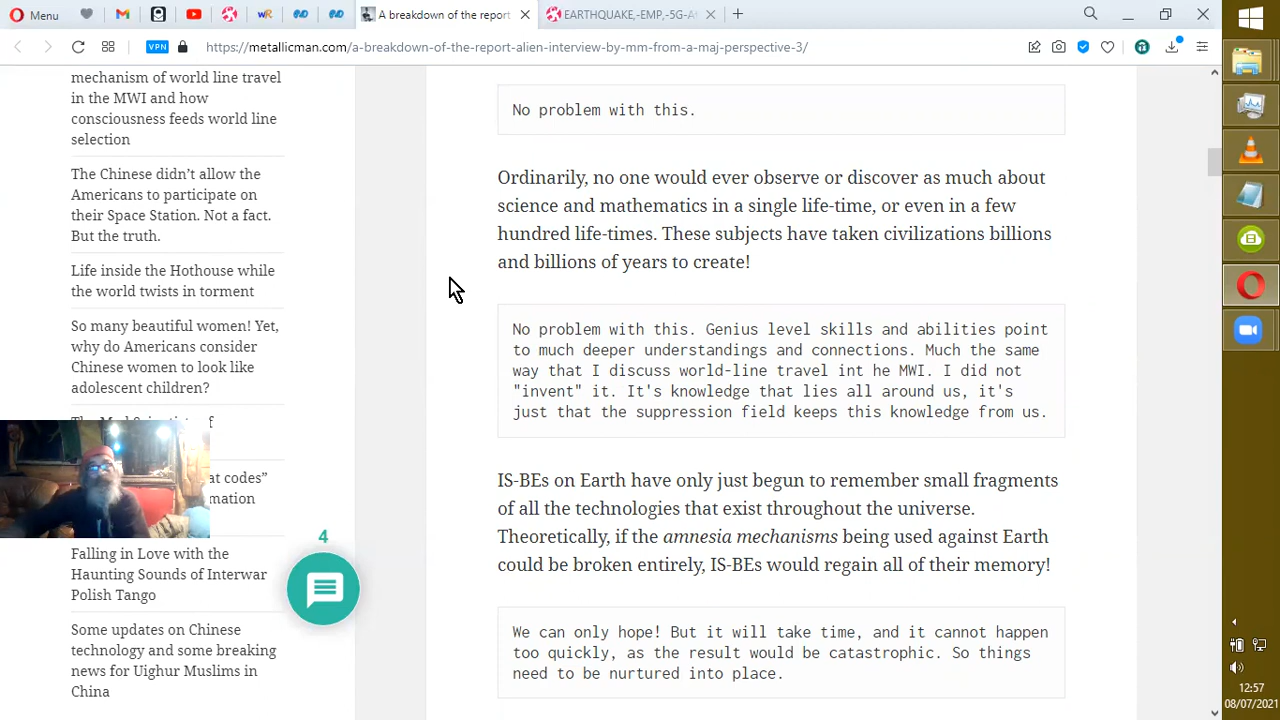 Menu
A breakdown of the report
EARTHQUAKE,-EMP,-5G-A
VPN
https://metallicman.com/a-breakdown-of-the-report-alien-interview-by-mm-from-a-maj-perspective-3/
mechanism of world line travel
in the MWI and how
consciousness feeds world line
selection
The Chinese didn't allow the
Americans to participate on
their Space Station. Not a fact.
But the truth.
Life inside the Hothouse while
the world twists in torment
So many beautiful women! Yet,
why do Americans consider
Chinese women to look like
adolescent children?
at codes"
mation
Falling in Love with the
Haunting Sounds of Interwar
Polish Tango
Some updates on Chinese
technology and some breaking
news for Uighur Muslims in
China
4
No problem with this.
Ordinarily, no one would ever observe or discover as much about
science and mathematics in a single life-time, or even in a few
hundred life-times. These subjects have taken civilizations billions
and billions of years to create!
No problem with this. Genius level skills and abilities point
to much deeper understandings and connections. Much the same
way that I discuss world-line travel int he MWI. I did not
"invent" it. It's knowledge that lies all around us, it's
just that the suppression field keeps this knowledge from us.
IS-BEs on Earth have only just begun to remember small fragments
of all the technologies that exist throughout the universe.
Theoretically, if the amnesia mechanisms being used against Earth
could be broken entirely, IS-BEs would regain all of their memory!
We can only hope! But it will take time, and it cannot happen
too quickly, as the result would be catastrophic. So things
need to be nurtured into place.
12:57
08/07/2021